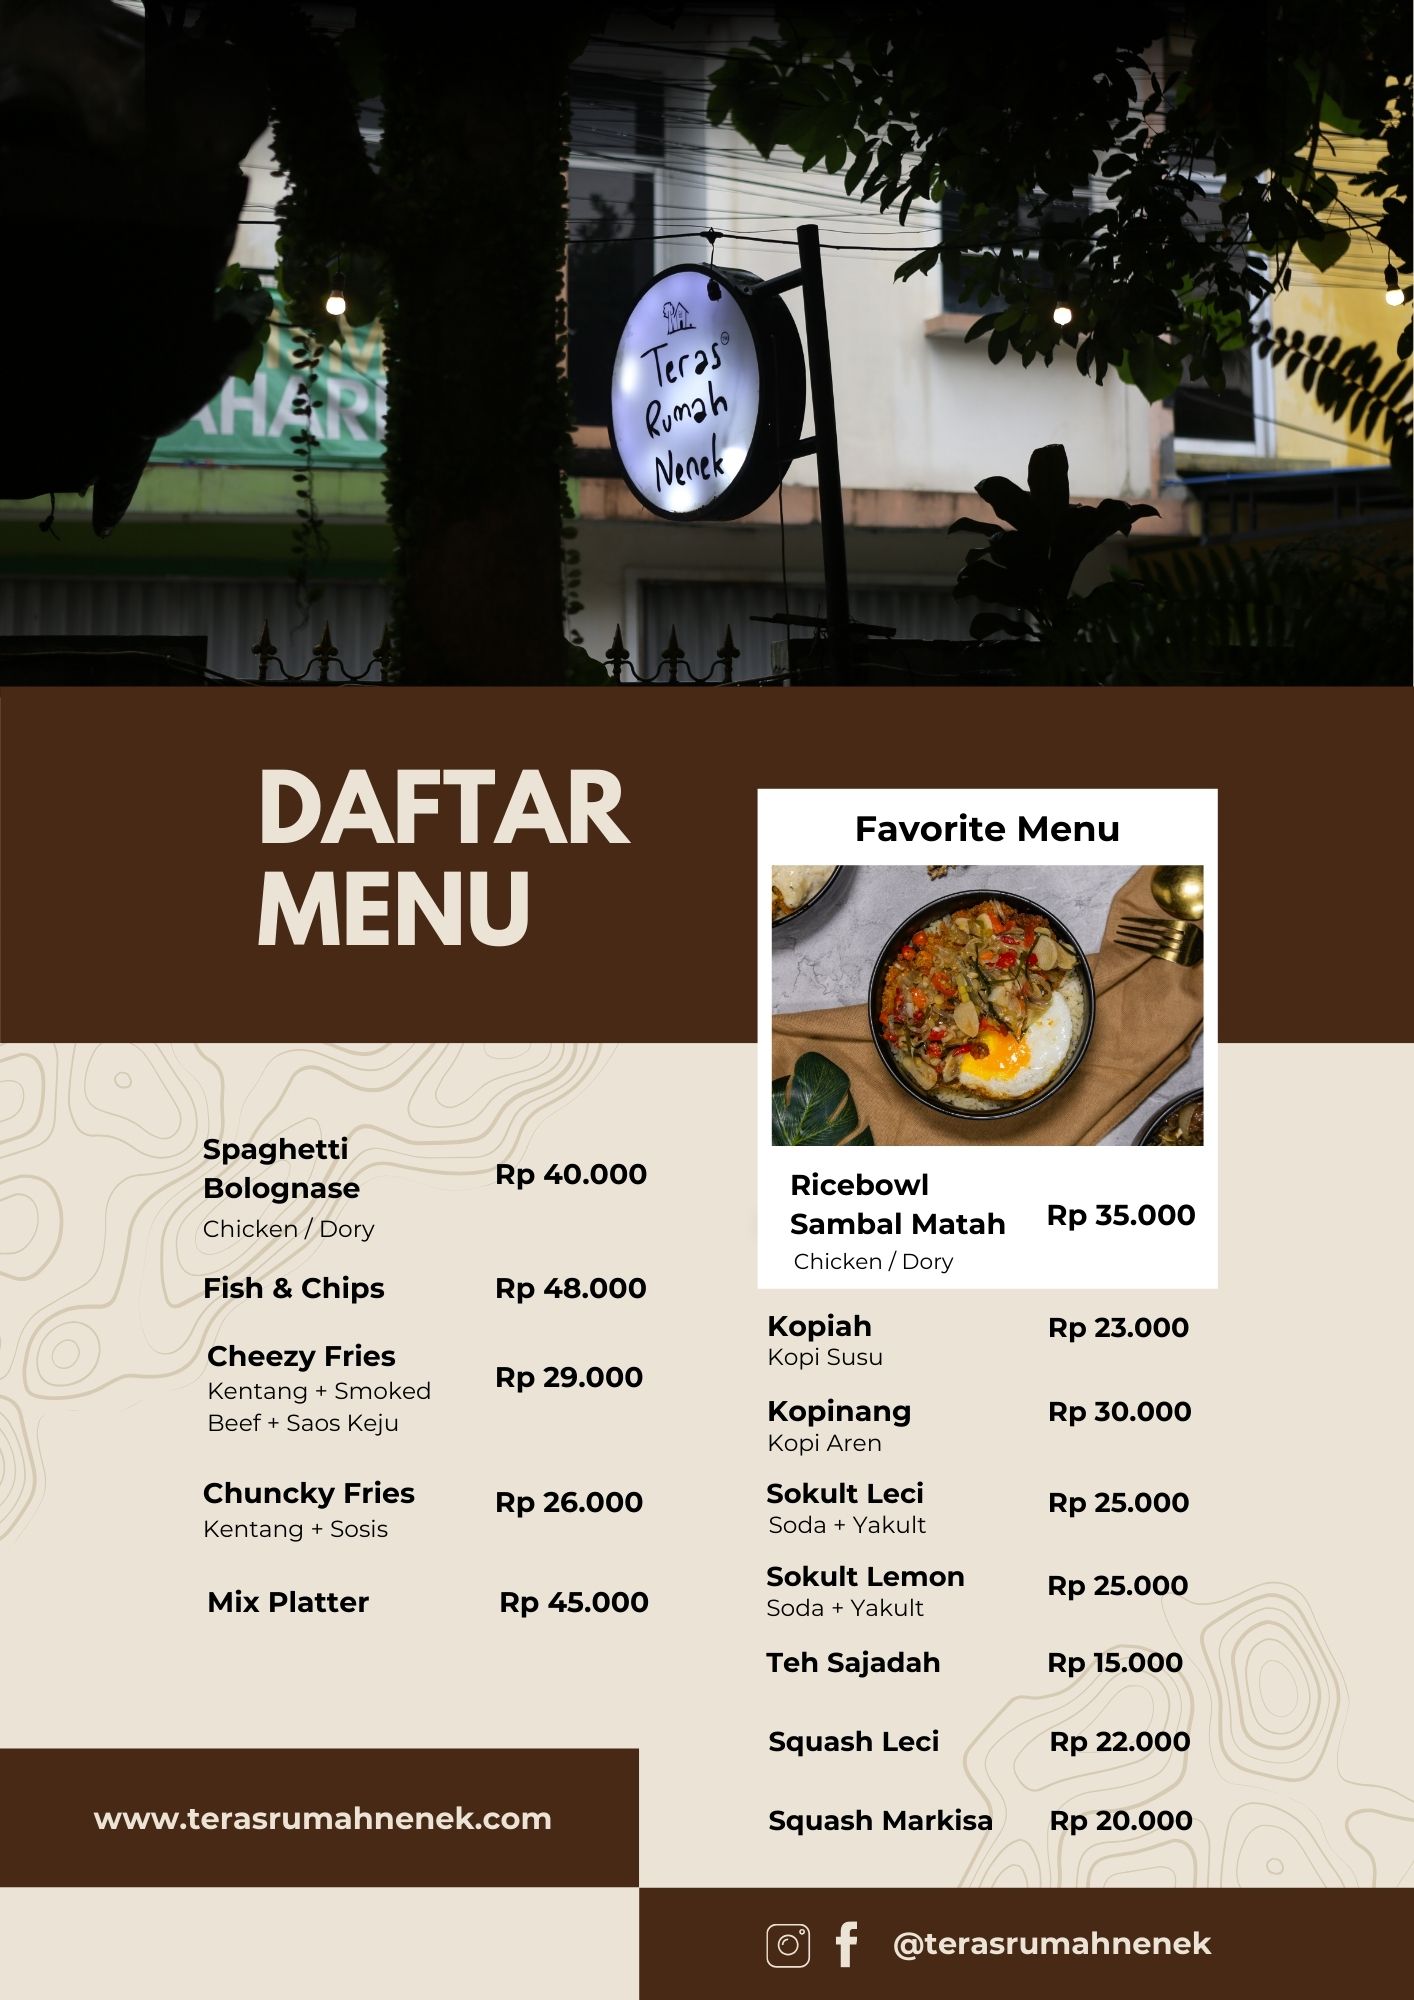 Teras
Rumah
Nenek
DAFTAR
MENU
Favorite Menu
Ricebowl
Sambal Matah
Rp 35.000
Chicken / Dory
Spaghetti
Bolognase
Rp 40.000
Chicken / Dory
Fish & Chips Rp 48.000
Cheezy Fries
Rp 29.000
Kentang + Smoked
Beef + Saos Keju
Chuncky Fries Rp 26.000
Kentang + Sosis
Mix Platter Rp 45.000
Kopiah Rp 23.000
Kopi Susu
Kopinang Rp 30.000
Kopi Aren
Sokult Leci Rp 25.000
Soda + Yakult
Sokult Lemon Rp 25.000
Soda + Yakult
Teh Sajadah Rp 15.000
Squash Leci Rp 22.000
Squash Markisa Rp 20.000
www.terasrumahnenek.com
@terasrumahnenek